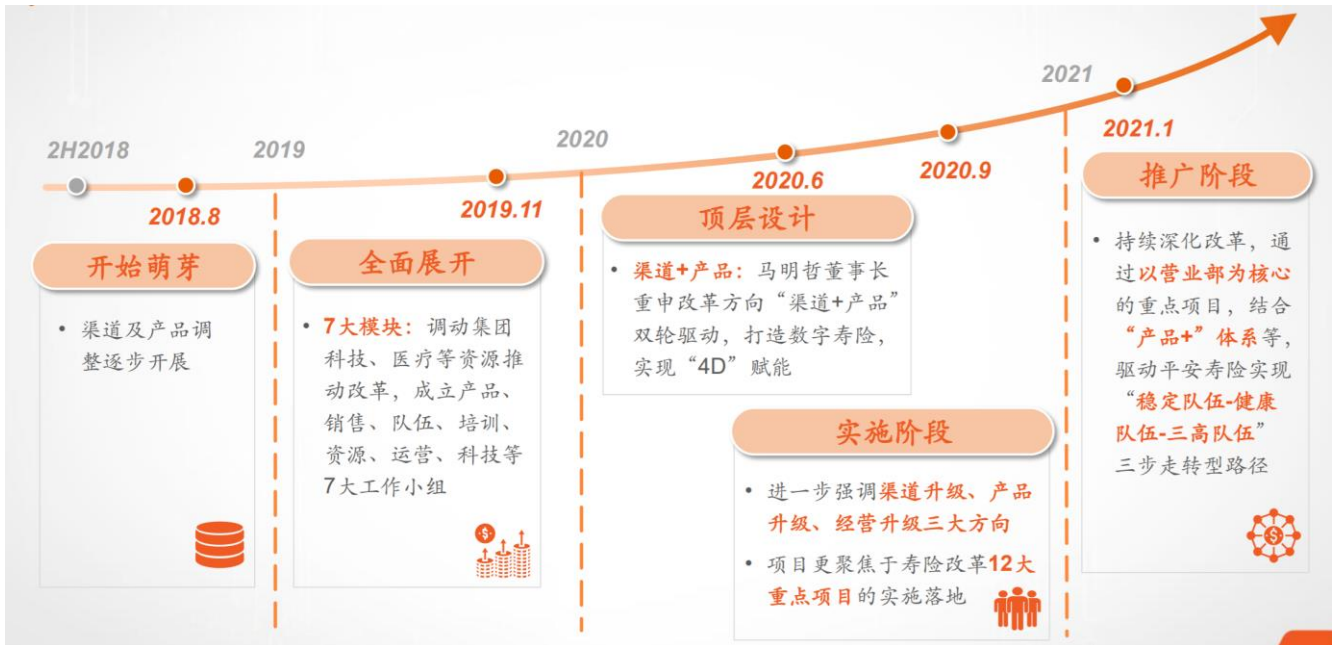 2H2018
2019
2020
2021
2018.8
2019.11
2020.6
2020.9
2021.1
开始萌芽
• 渠道及产品调
整逐步开展
全面展开
• 7大模块：调动集团
科技、医疗等资源推
动改革，成立产品、
销售、队伍、培训、
资源、运营、科技等
7大工作小组
顶层设计
• 渠道+产品：马明哲董事长
重申改革方向“渠道+产品”
双轮驱动，打造数字寿险，
实现“4D”赋能
实施阶段
• 进一步强调渠道升级、产品
升级、经营升级三大方向
• 项目更聚焦于寿险改革12大
重点项目的实施落地
推广阶段
• 持续深化改革，通
过以营业部为核心
的重点项目，结合
“产品+”体系等，
驱动平安寿险实现
“稳定队伍-健康
队伍-三高队伍”
三步走转型路径
$
$